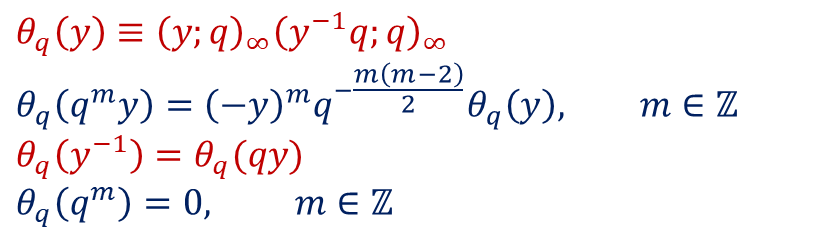 θ_q(y) ≡ (y; q)_∞(y^{-1}q; q)_∞
θ_q(q^m y) = (−y)^m q^{−\frac{m(m−2)}{2}} θ_q(y), m ∈ ℤ
θ_q(y^{-1}) = θ_q(qy)
θ_q(q^m) = 0, m ∈ ℤ